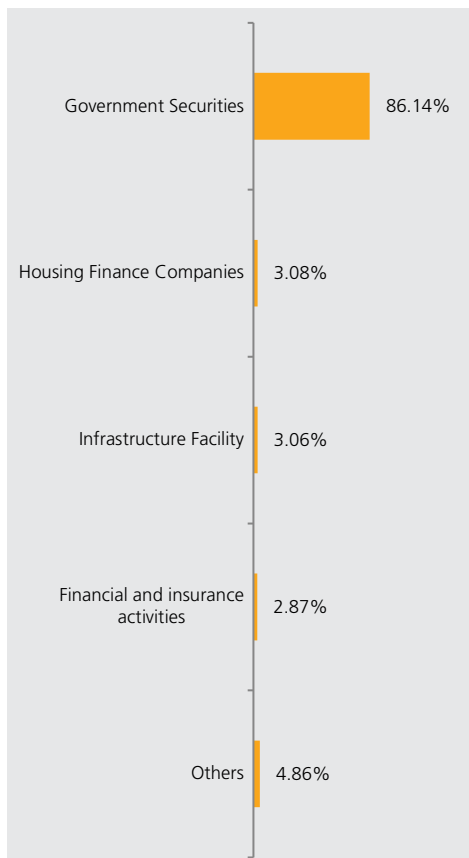 Government Securities 86.14%
Housing Finance Companies 3.08%
Infrastructure Facility 3.06%
Financial and insurance
activities 2.87%
Others 4.86%